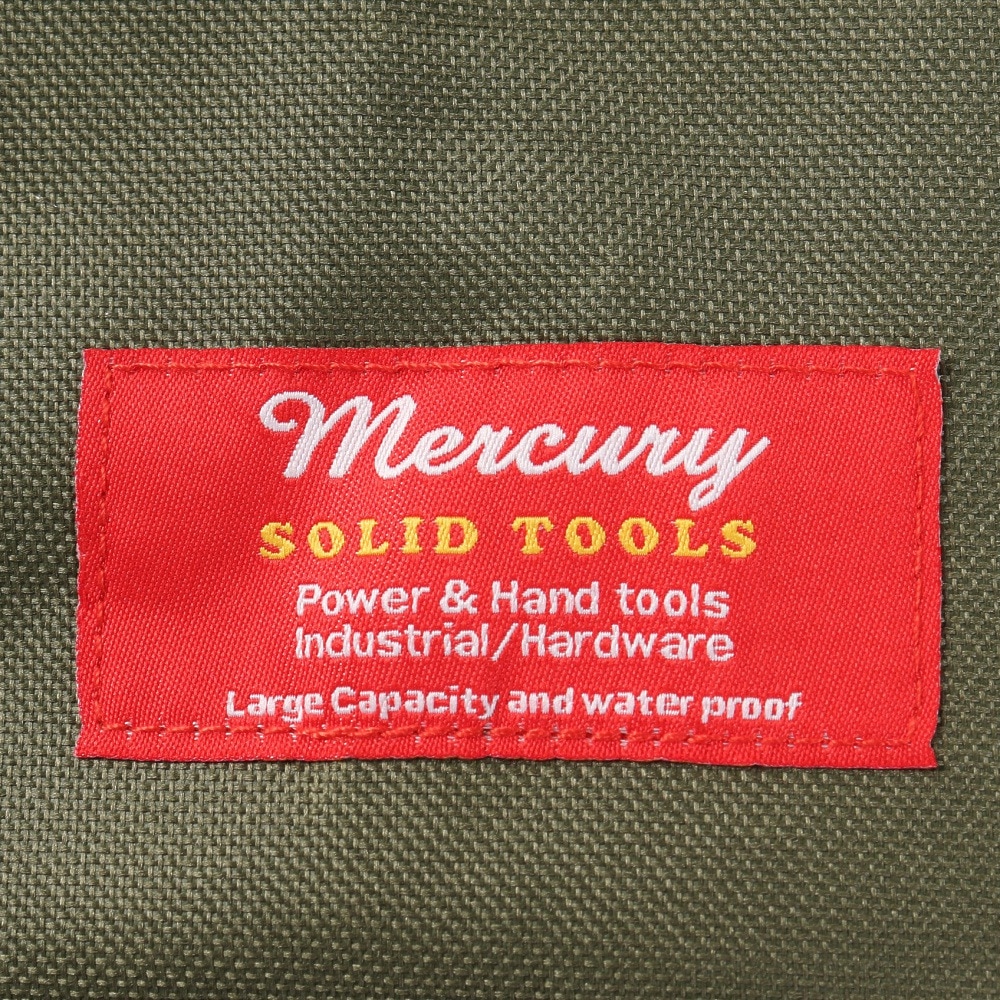 Mercury
SOLID TOOLS
Power & Hand tools
Industrial/Hardware
Large Capacity and water proof